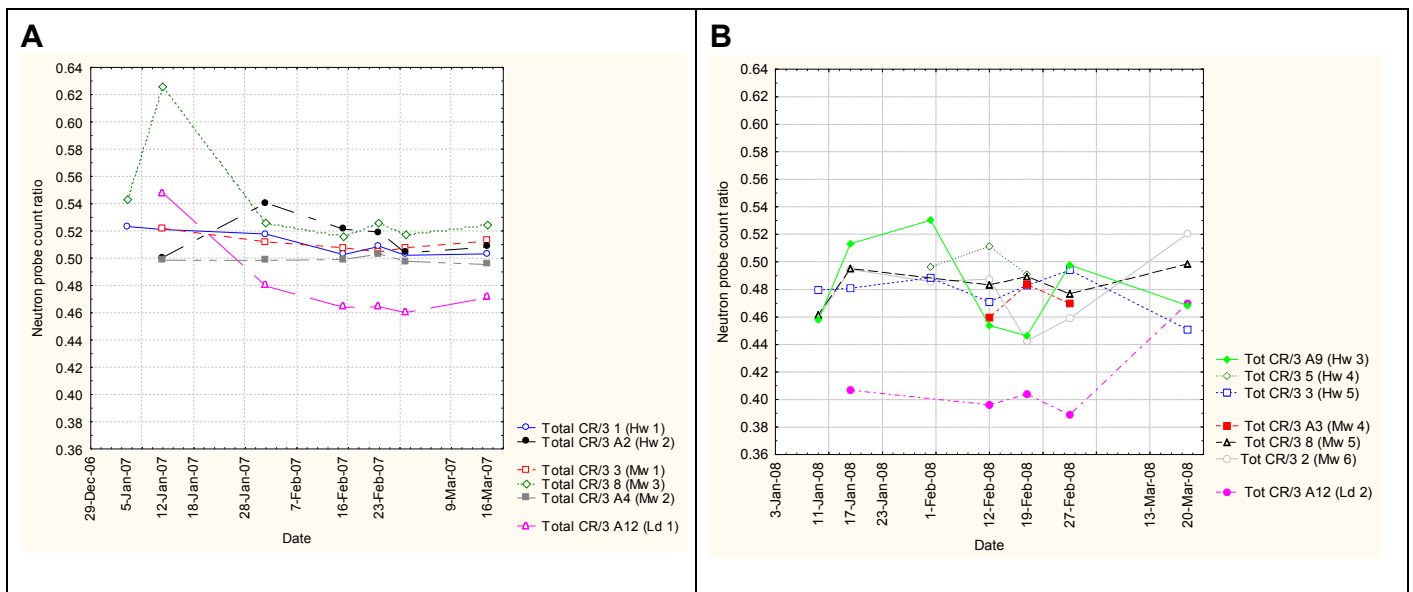 A
Neutron probe count ratio
0.64
0.62
0.60
0.58
0.56
0.54
0.52
0.50
0.48
0.46
0.44
0.42
0.40
0.38
0.36
29-Dec-06
5-Jan-07
12-Jan-07
18-Jan-07
28-Jan-07
7-Feb-07
16-Feb-07
23-Feb-07
9-Mar-07
16-Mar-07
Date
Total CR/3 1 (Hw 1)
Total CR/3 A2 (Hw 2)
Total CR/3 3 (Mw 1)
Total CR/3 8 (Mw 3)
Total CR/3 A4 (Mw 2)
Total CR/3 A12 (Ld 1)
B
Neutron probe count ratio
0.64
0.62
0.60
0.58
0.56
0.54
0.53
0.52
0.50
0.48
0.46
0.44
0.42
0.40
0.38
0.36
3-Jan-08
11-Jan-08
17-Jan-08
23-Jan-08
1-Feb-08
12-Feb-08
19-Feb-08
27-Feb-08
13-Mar-08
20-Mar-08
Date
Tot CR/3 A9 (Hw 3)
Tot CR/3 5 (Hw 4)
Tot CR/3 3 (Hw 5)
Tot CR/3 A3 (Mw 4)
Tot CR/3 8 (Mw 5)
Tot CR/3 2 (Mw 6)
Tot CR/3 A12 (Ld 2)